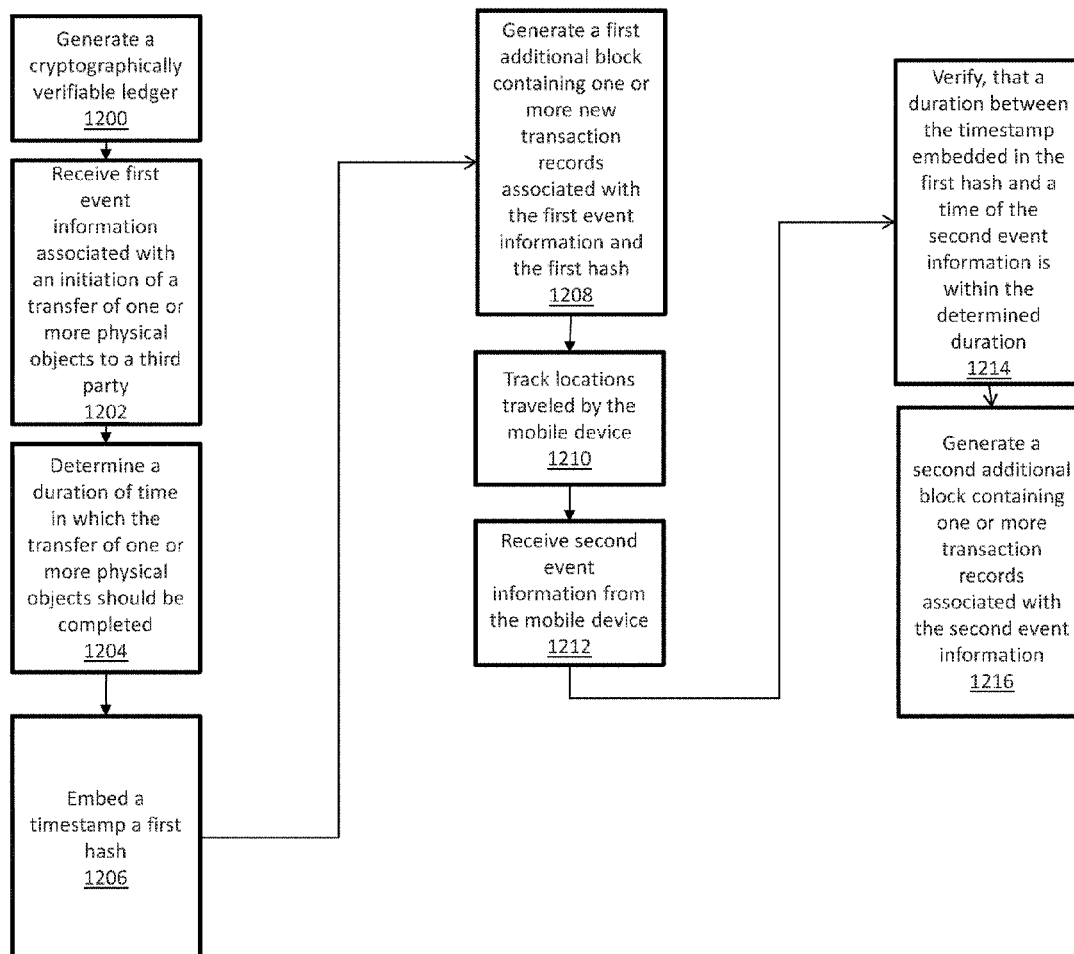 Generate a
cryptographically
verifiable ledger
1200
Receive first
event
information
associated with
an initiation of a
transfer of one or
more physical
objects to a third
party
1202
Determine a
duration of time
in which the
transfer of one or
more physical
objects should be
completed
1204
Embed a
timestamp a first
hash
1206
Generate a first
additional block
containing one or
more new
transaction
records
associated with
the first event
information and
the first hash
1208
Track locations
traveled by the
mobile device
1210
Receive second
event
information from
the mobile device
1212
Verify, that a
duration between
the timestamp
embedded in the
first hash and a
time of the
second event
information is
within the
determined
duration
1214
Generate a
second additional
block containing
one or more
transaction
records
associated with
the second event
information
1216